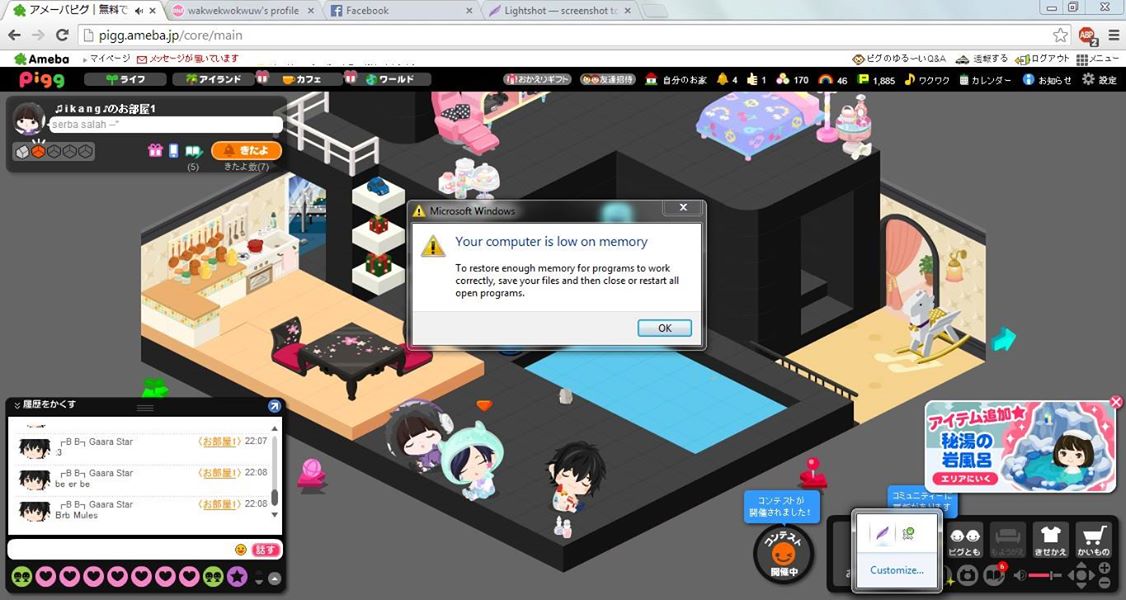 アメーバピグ | 無料で
wakwekwokwuw's profile
Facebook
Lightshot — screenshot to
pigg.ameba.jp/core/main
ABP
2
Ameba
マイページ
メッセージが届いています
ピグのゆる～いQ&A
通報する
ログアウト
メニュー
Pigg
ライフ
アイランド
カフェ
ワールド
おかえりギフト
友達招待
自分のお家
4
1
170
46
1,885
ワクワク
カレンダー
お知らせ
設定
♫ikang♪のお部屋1
serba salah --"
(5)
きたよ
きたよ数(7)
Microsoft Windows
Your computer is low on memory
To restore enough memory for programs to work
correctly, save your files and then close or restart all
open programs.
OK
履歴をかくす
┌B B┐ Gaara Star
〈お部屋!〉 22:07
:3
┌B B┐ Gaara Star
〈お部屋!〉 22:08
be er be
┌B B┐ Gaara Star
〈お部屋!〉 22:08
Brb Mules
話す
アイテム追加★
秘湯の
岩風呂
エリアにいく
コンテストが
開催されました!
コンテスト
開催中
コミュニティーに
Customize...
ピグとも
もようがえ
きせかえ
かいもの
6